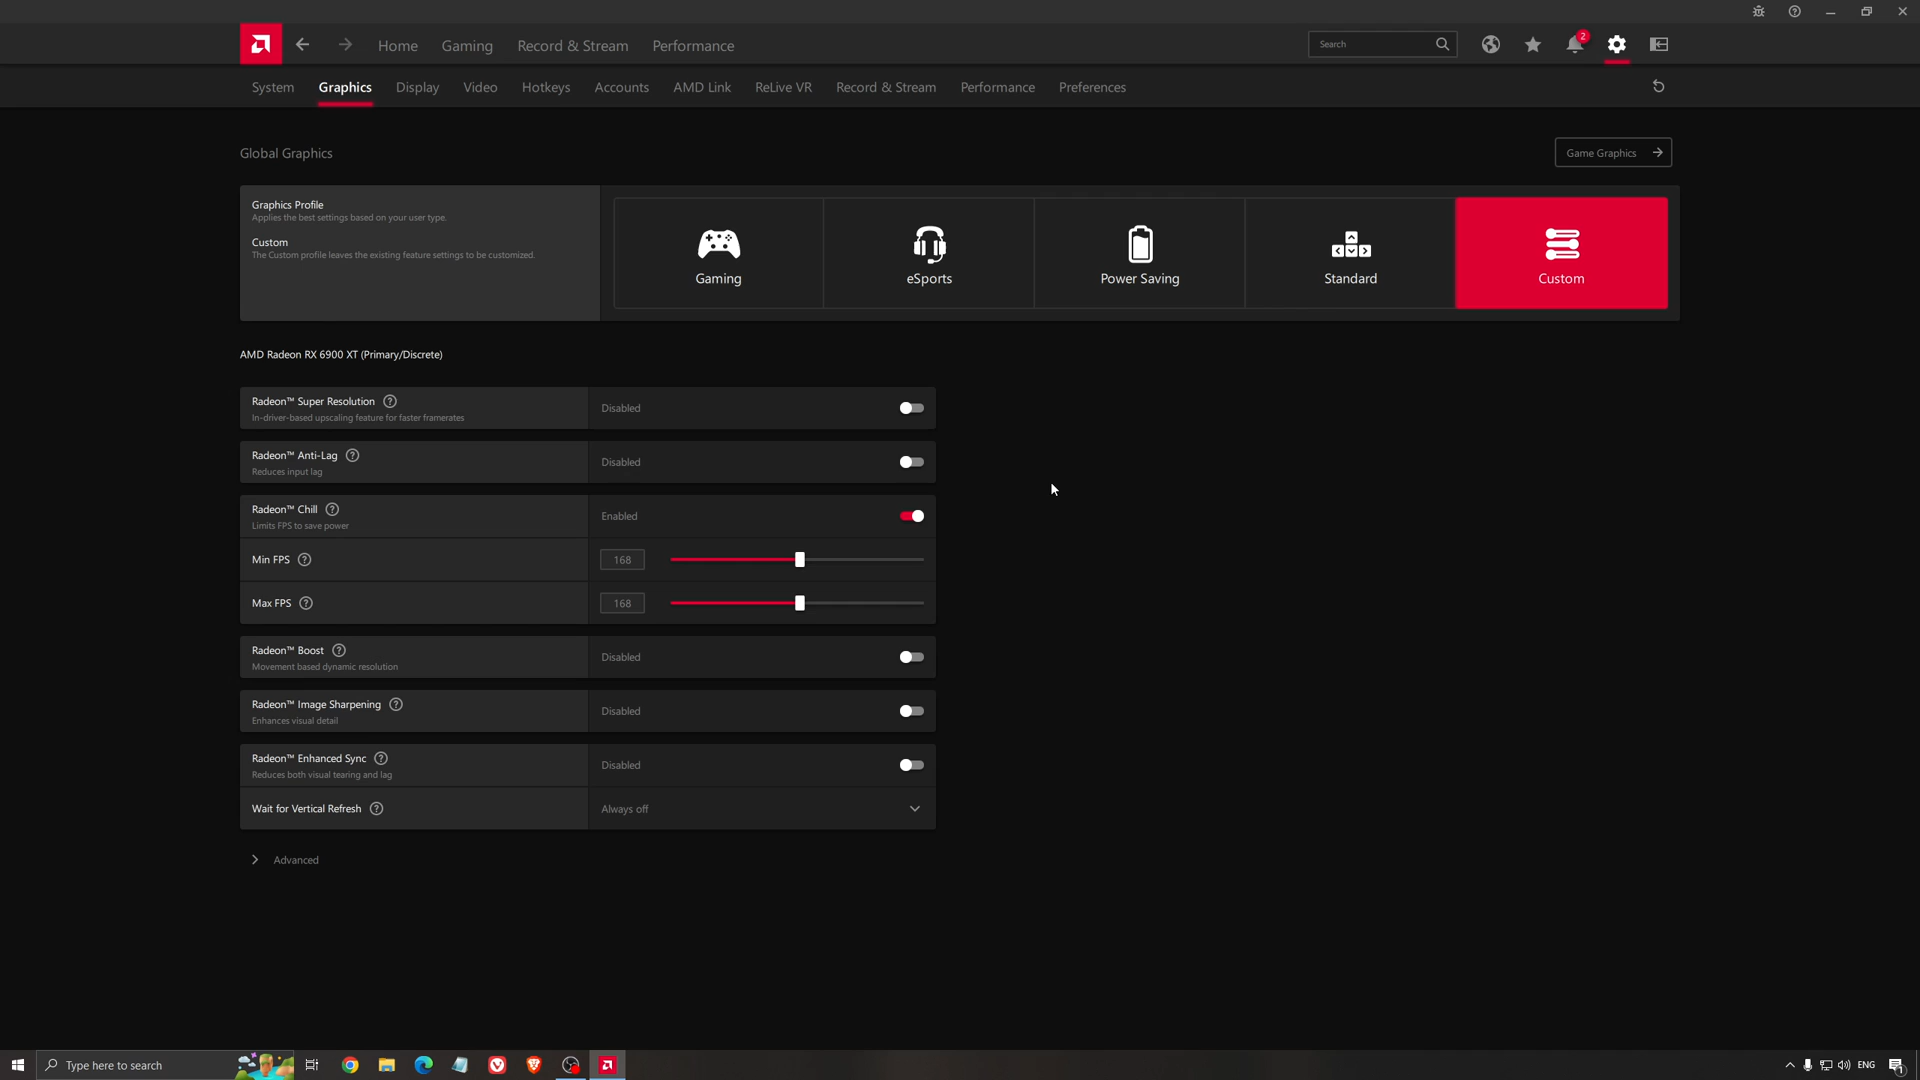 Home
Gaming
Record & Stream
Performance
Search
2
System
Graphics
Display
Video
Hotkeys
Accounts
AMD Link
ReLive VR
Record & Stream
Performance
Preferences
Global Graphics
Game Graphics
Graphics Profile
Applies the best settings based on your user type.
Custom
The Custom profile leaves the existing feature settings to be customized.
Gaming
eSports
Power Saving
Standard
Custom
AMD Radeon RX 6900 XT (Primary/Discrete)
Radeon™ Super Resolution
In-driver-based upscaling feature for faster framerates
Disabled
Radeon™ Anti-Lag
Reduces input lag
Disabled
Radeon™ Chill
Limits FPS to save power
Enabled
Min FPS
168
Max FPS
168
Radeon™ Boost
Movement based dynamic resolution
Disabled
Radeon™ Image Sharpening
Enhances visual detail
Disabled
Radeon™ Enhanced Sync
Reduces both visual tearing and lag
Disabled
Wait for Vertical Refresh
Always off
Advanced
Type here to search
ENG
1